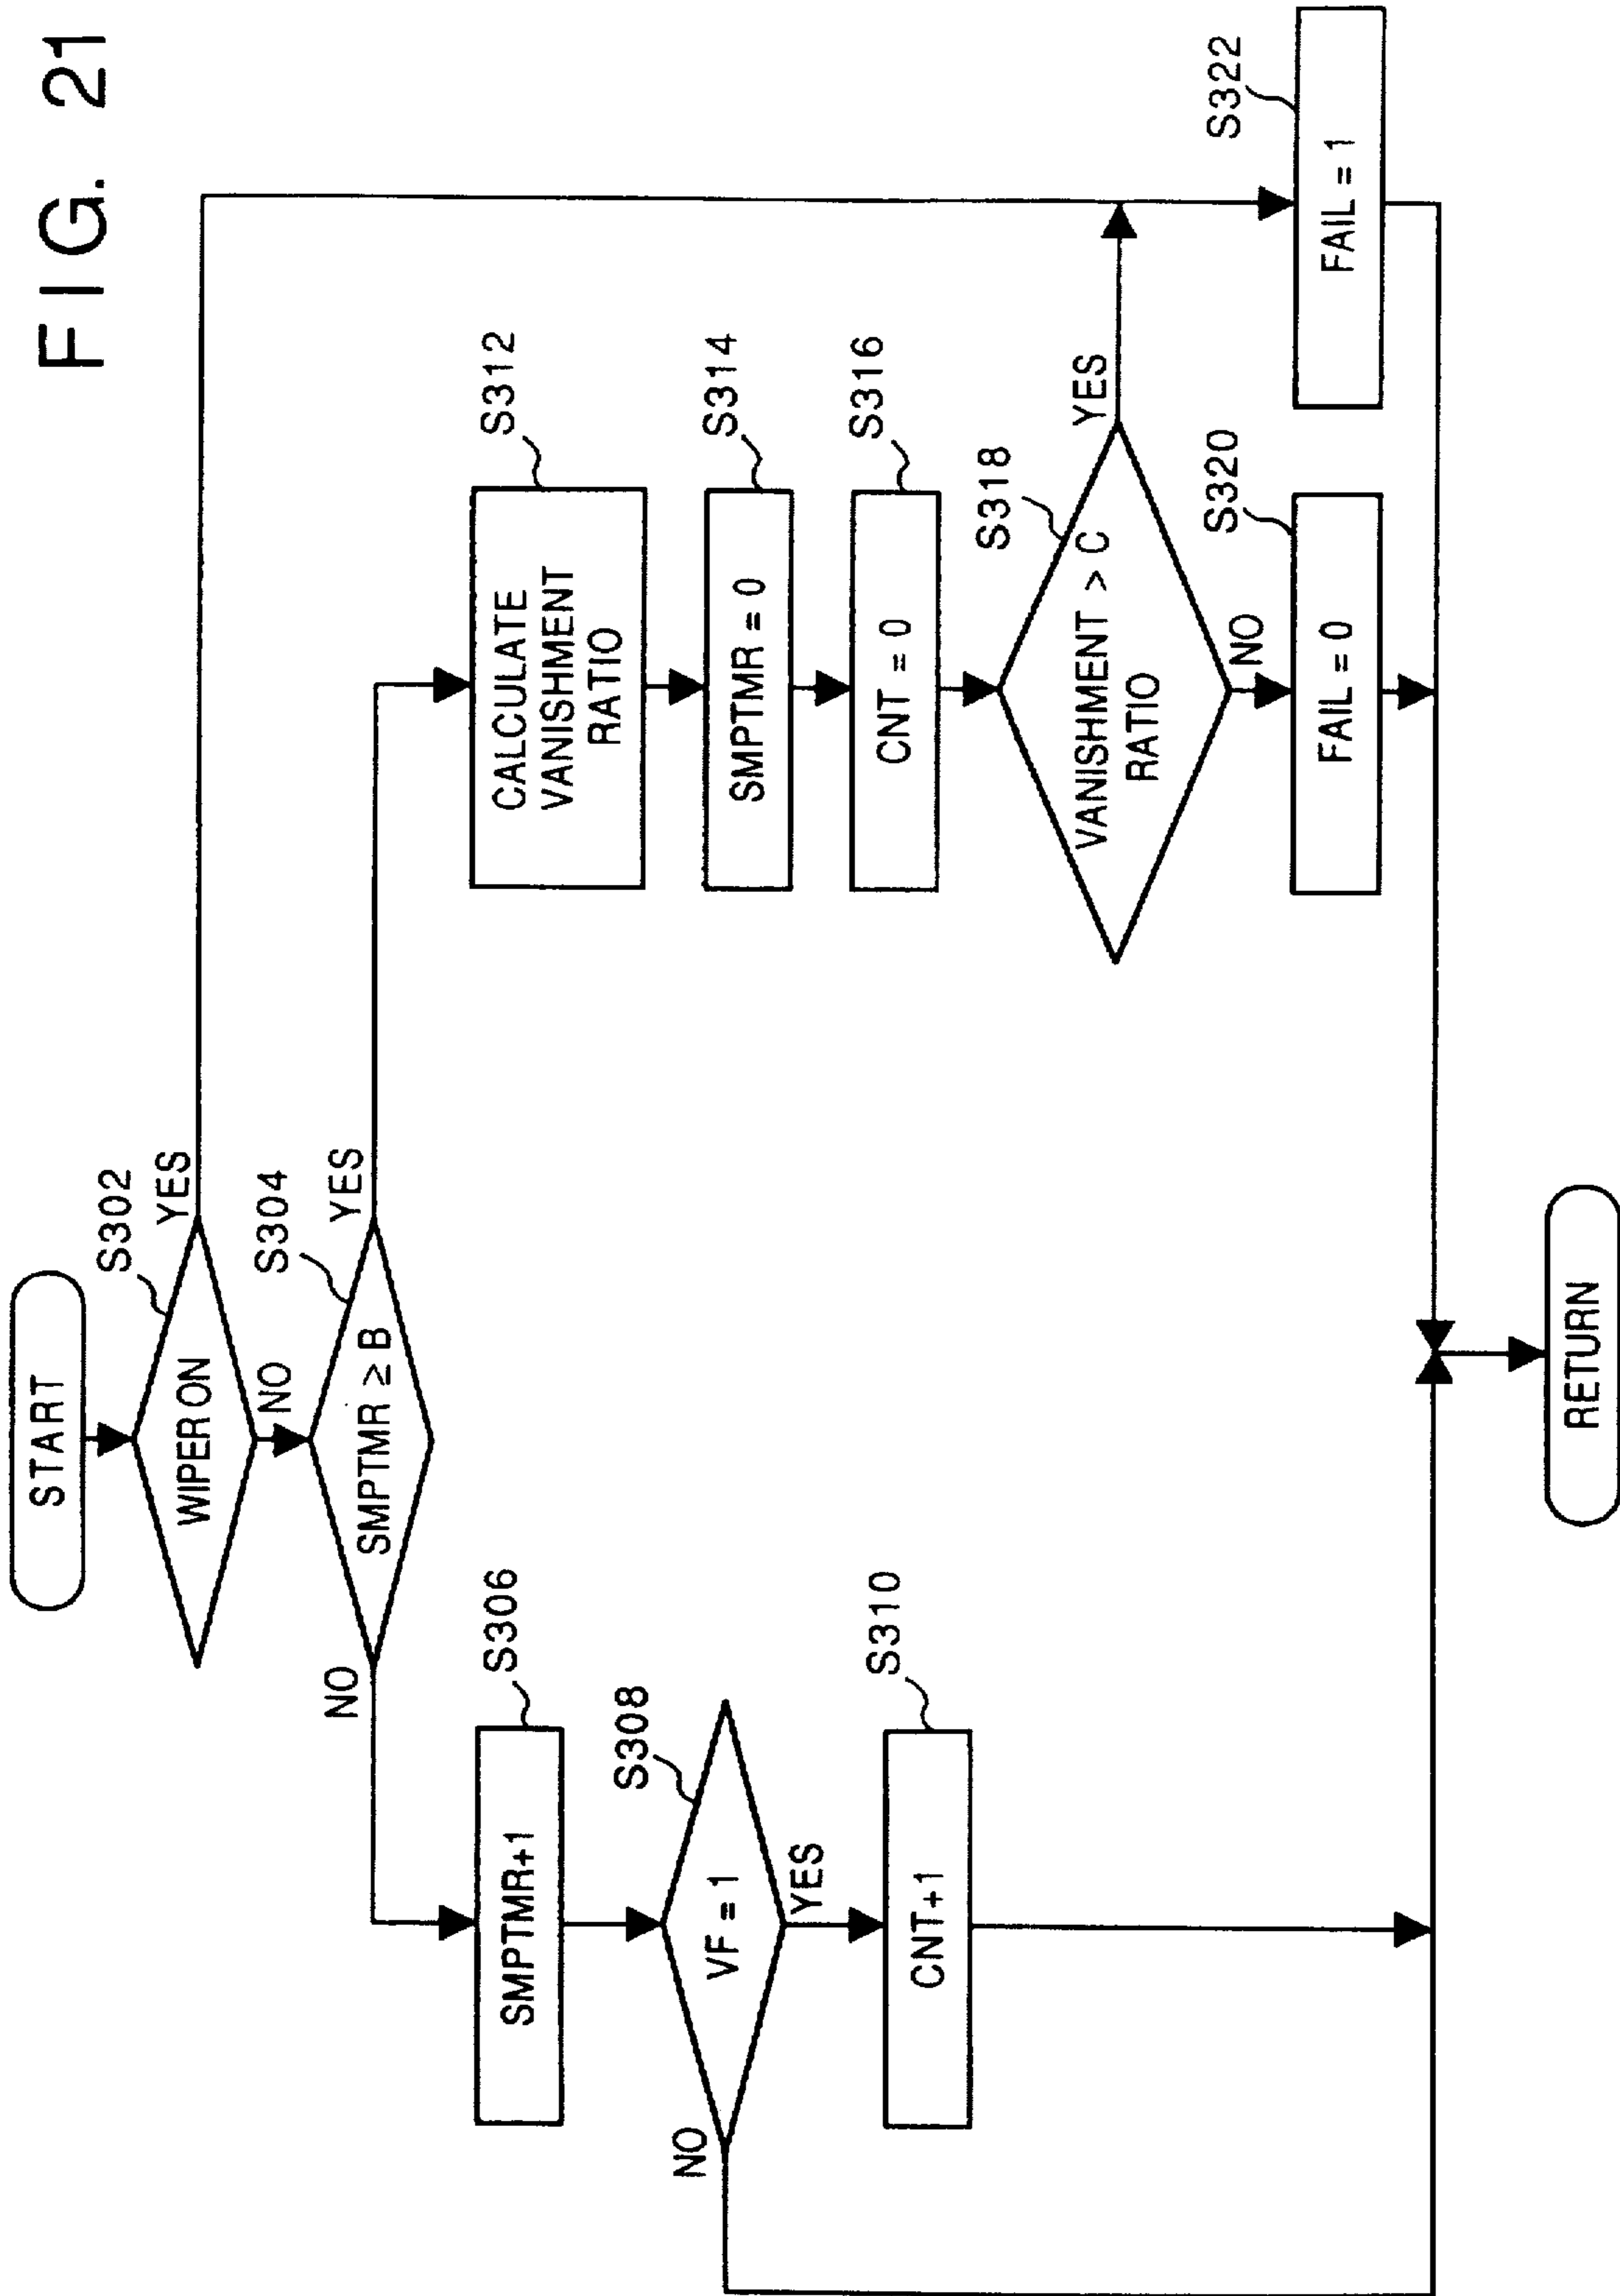 FIG. 21
START
S302
WIPER ON
YES
NO
S304
SMPTMR ≥ B
YES
NO
S306
SMPTMR+1
S308
VF = 1
NO
YES
S310
CNT+1
S312
CALCULATE
VANISHMENT
RATIO
S314
SMPTMR = 0
S316
CNT = 0
S318
VANISHMENT > C
RATIO
YES
NO
S320
FAIL = 0
S322
FAIL = 1
RETURN